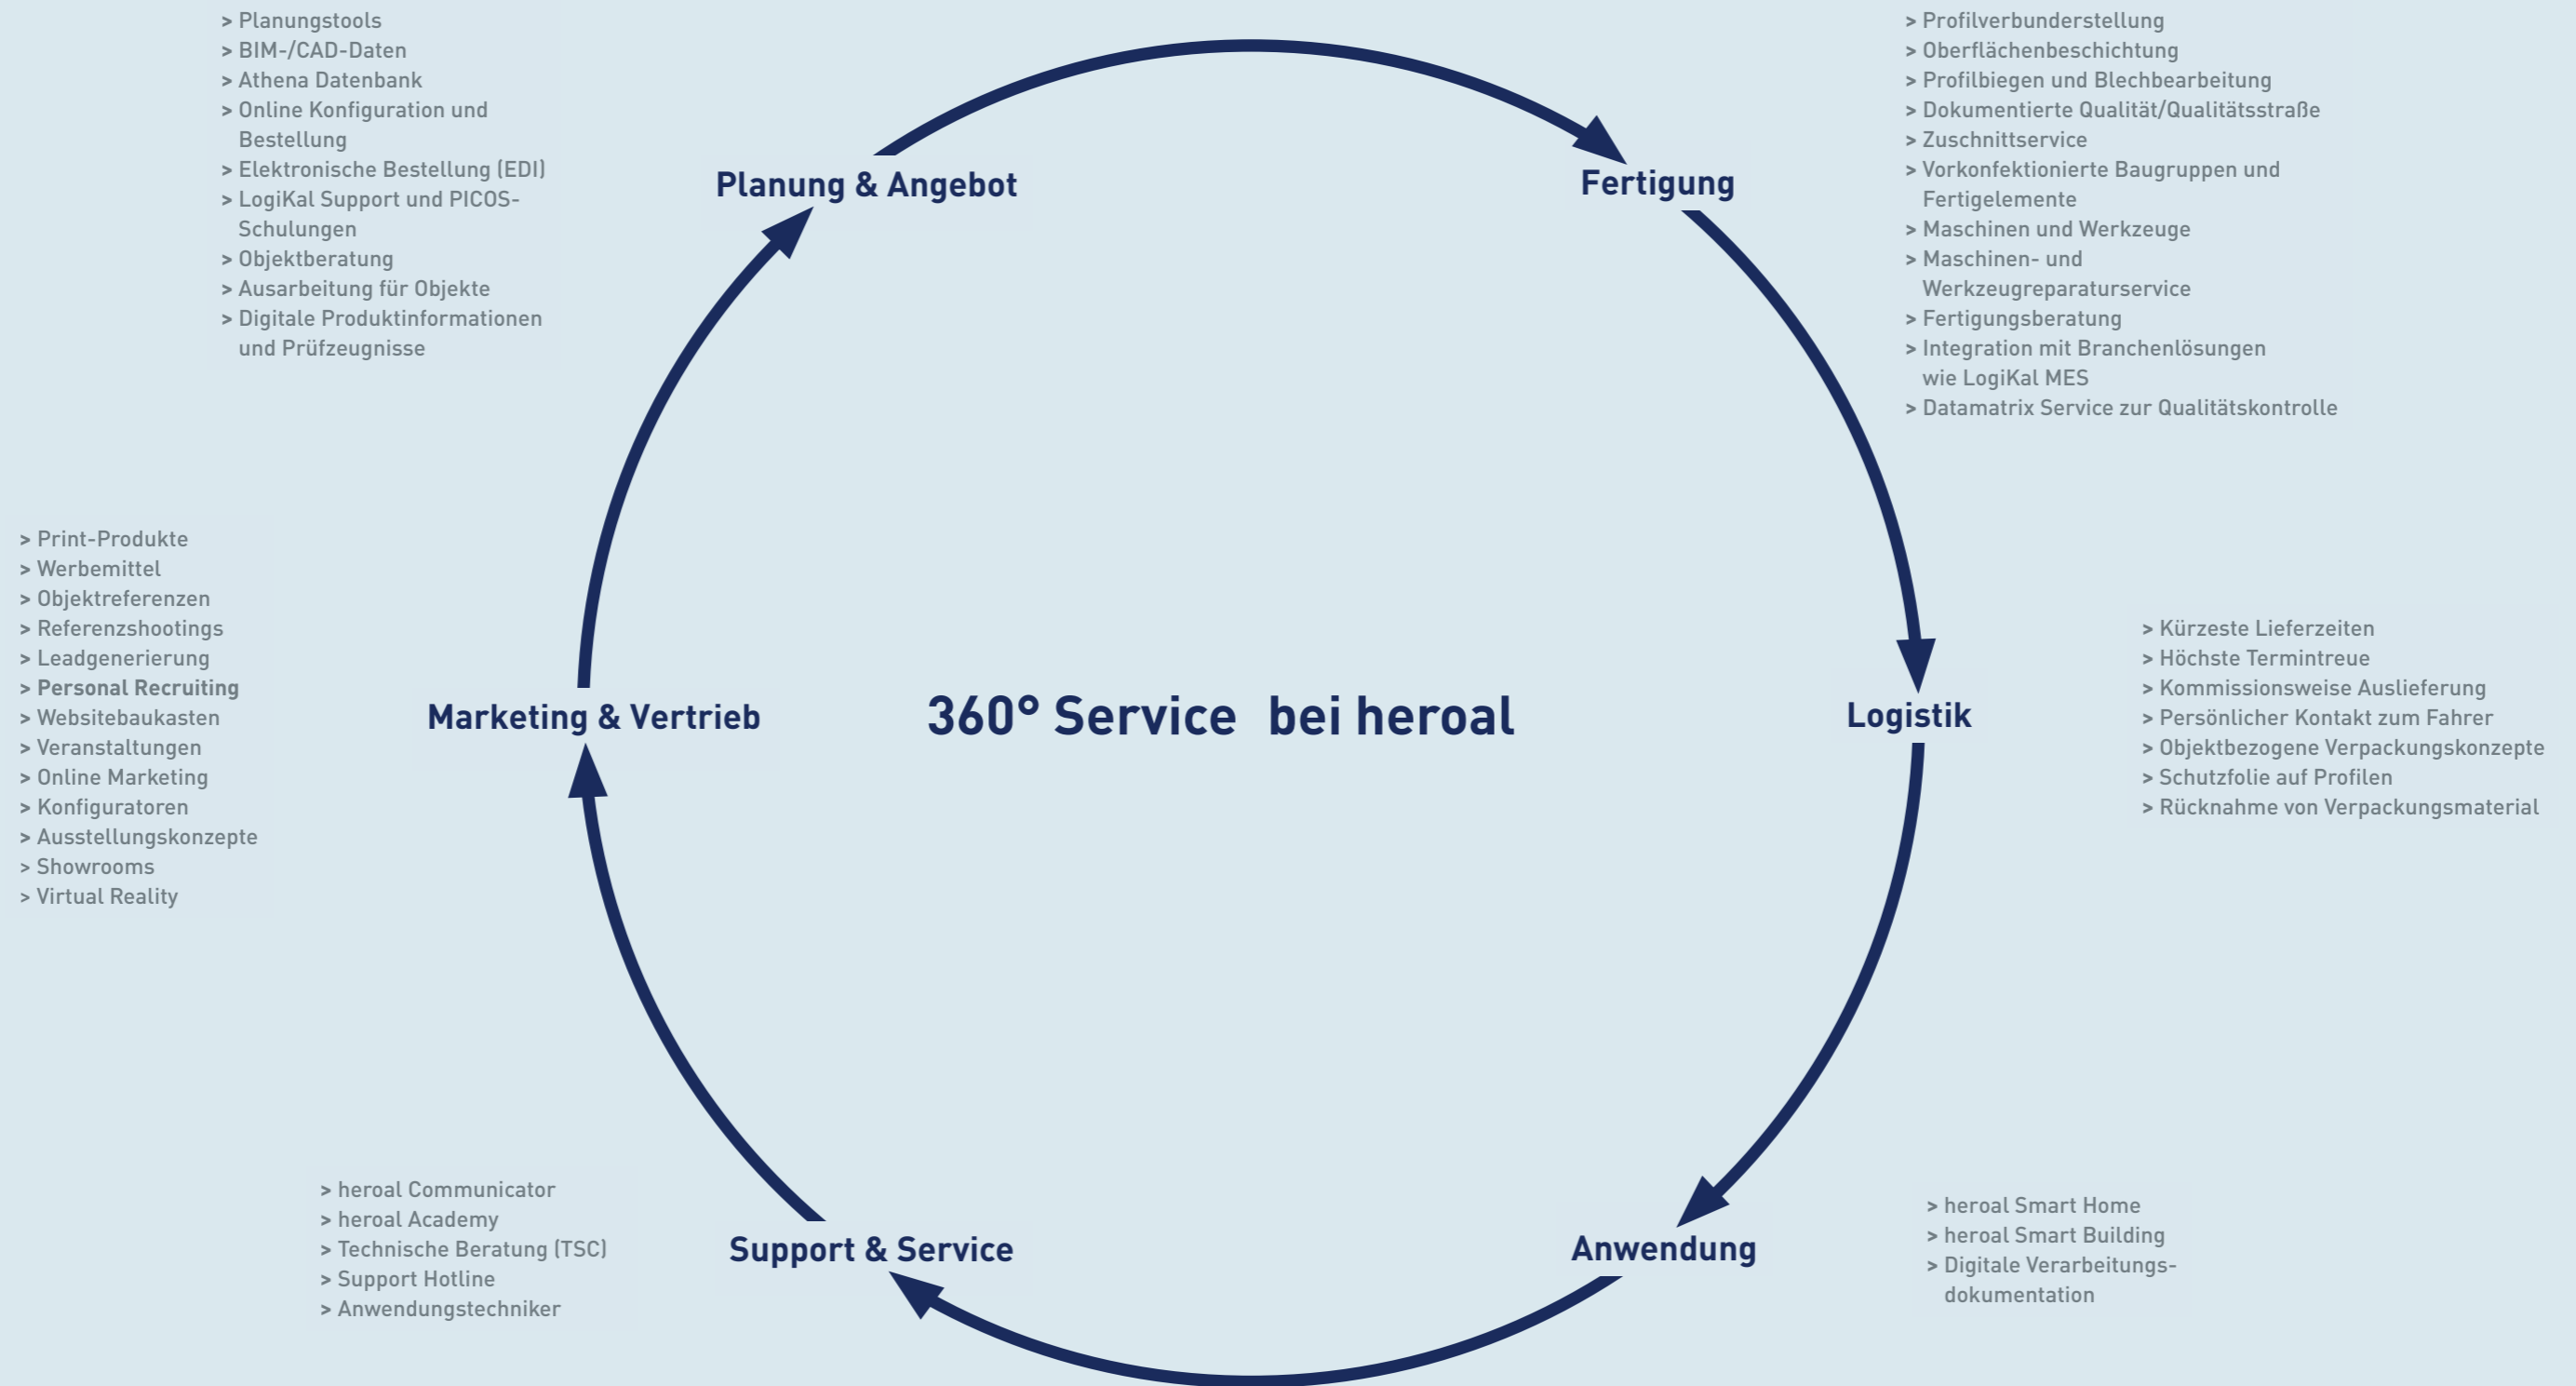 > Planungstools
> BIM-/CAD-Daten
> Athena Datenbank
> Online Konfiguration und
Bestellung
> Elektronische Bestellung (EDI)
> LogiKal Support und PICOS-
Schulungen
> Objektberatung
> Ausarbeitung für Objekte
> Digitale Produktinformationen
und Prüfzeugnisse
Planung & Angebot
Fertigung
> Profilverbunderstellung
> Oberflächenbeschichtung
> Profilbiegen und Blechbearbeitung
> Dokumentierte Qualität/Qualitätsstraße
> Zuschnittservice
> Vorkonfektionierte Baugruppen und
Fertigelemente
> Maschinen und Werkzeuge
> Maschinen- und
Werkzeugreparaturservice
> Fertigungsberatung
> Integration mit Branchenlösungen
wie LogiKal MES
> Datamatrix Service zur Qualitätskontrolle
> Print-Produkte
> Werbemittel
> Objektreferenzen
> Referenzshootings
> Leadgenerierung
> Personal Recruiting
> Websitebaukasten
> Veranstaltungen
> Online Marketing
> Konfiguratoren
> Ausstellungskonzepte
> Showrooms
> Virtual Reality
Marketing & Vertrieb
360° Service bei heroal
Logistik
> Kürzeste Lieferzeiten
> Höchste Termintreue
> Kommissionsweise Auslieferung
> Persönlicher Kontakt zum Fahrer
> Objektbezogene Verpackungskonzepte
> Schutzfolie auf Profilen
> Rücknahme von Verpackungsmaterial
> heroal Communicator
> heroal Academy
> Technische Beratung (TSC)
> Support Hotline
> Anwendungstechniker
Support & Service
Anwendung
> heroal Smart Home
> heroal Smart Building
> Digitale Verarbeitungs-
dokumentation